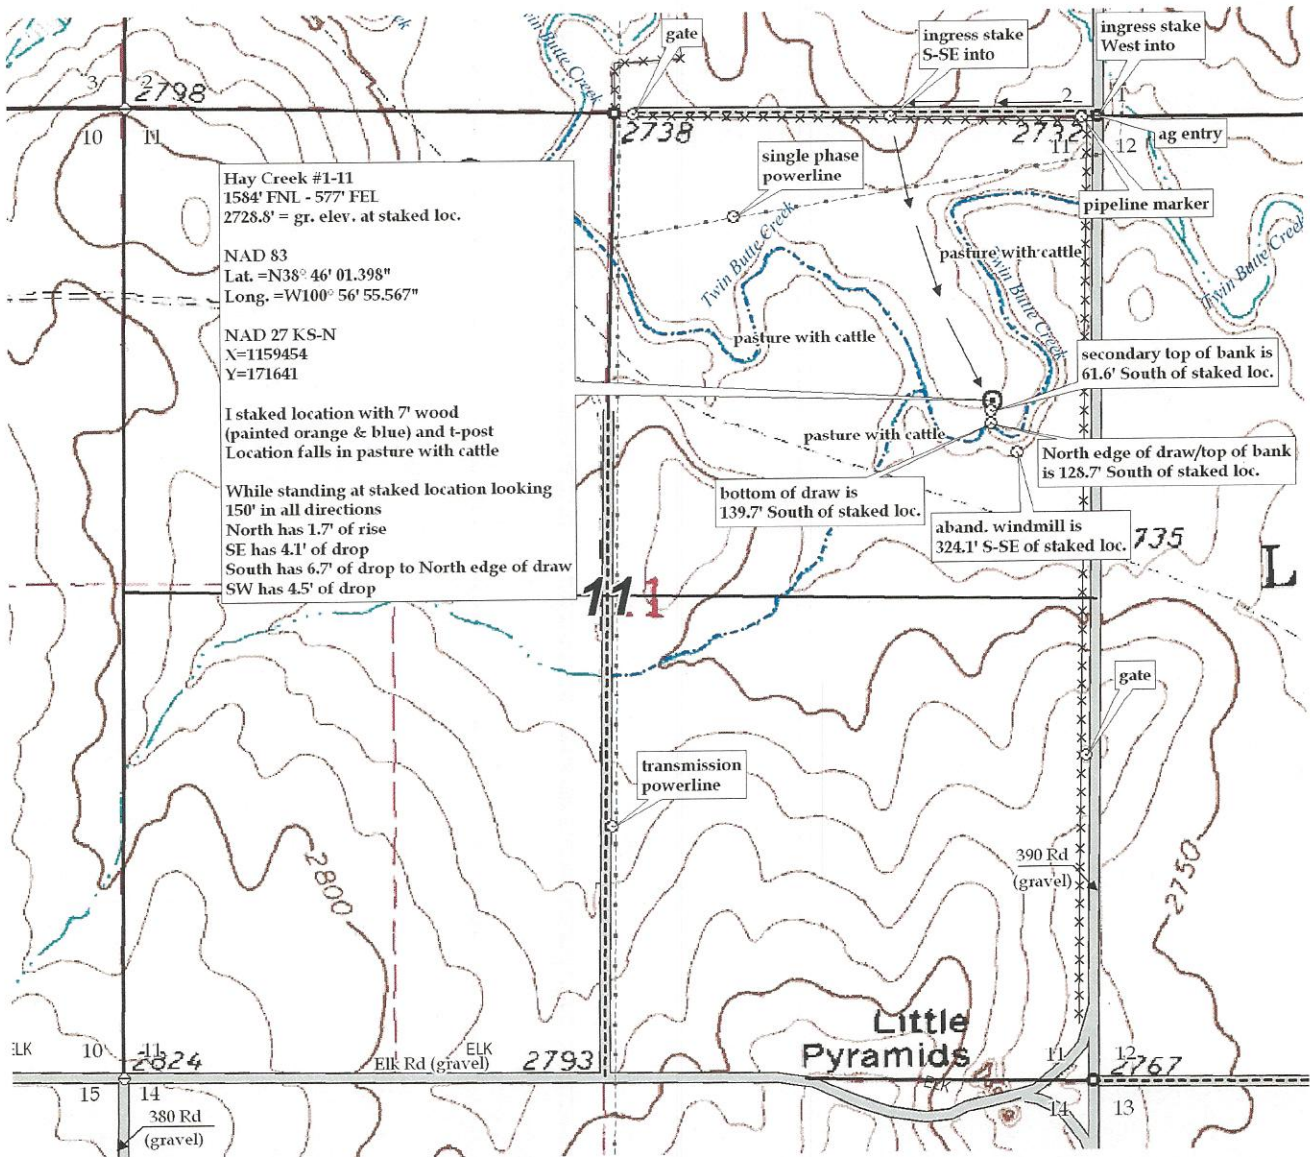 Creek
Twin Butte Creek
gate
ingress stake
S-SE into
ingress stake
West into
3 2
2798
2 1
10 11
2738
2732
11 12
ag entry
single phase
powerline
pipeline marker
Hay Creek #1-11
1584' FNL - 577' FEL
2728.8' = gr. elev. at staked loc.
NAD 83
Lat. =N38° 46' 01.398"
Long. =W100° 56' 55.567"
NAD 27 KS-N
X=1159454
Y=171641
I staked location with 7' wood
(painted orange & blue) and t-post
Location falls in pasture with cattle
While standing at staked location looking
150' in all directions
North has 1.7' of rise
SE has 4.1' of drop
South has 6.7' of drop to North edge of draw
SW has 4.5' of drop
Twin Butte Creek
pasture with cattle
Twin Butte Creek
Twin Butte Creek
pasture with cattle
secondary top of bank is
61.6' South of staked loc.
pasture with cattle
North edge of draw/top of bank
is 128.7' South of staked loc.
bottom of draw is
139.7' South of staked loc.
aband. windmill is
324.1' S-SE of staked loc.
735
L
11
1
gate
transmission
powerline
2800
390 Rd
(gravel)
2750
Little
Pyramids
ELK
10 11
2824
Elk Rd (gravel)
ELK
2793
ELK
11 12
2767
15 14
14 13
380 Rd
(gravel)